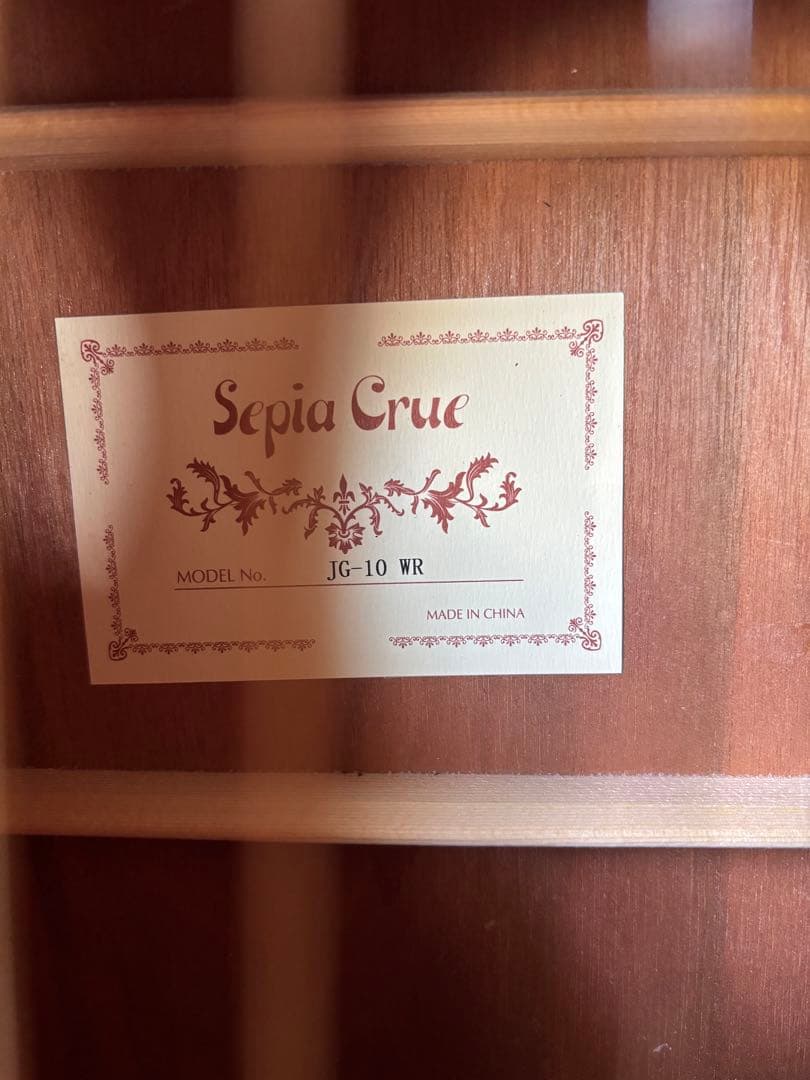 Sepia Crue
MODEL No. JG-10 WR
MADE IN CHINA